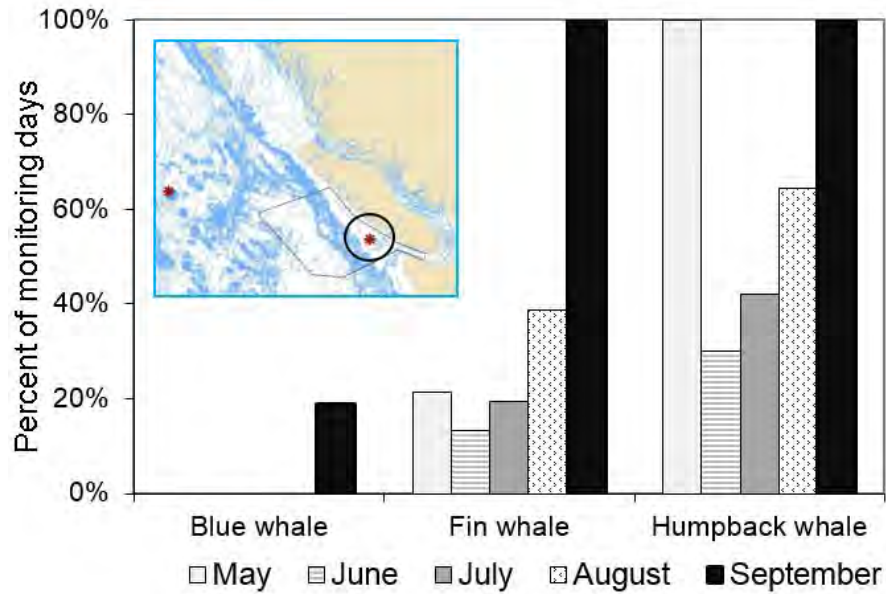 100%
80%
60%
40%
20%
0%
Percent of monitoring days
Blue whale Fin whale Humpback whale
May June July August September